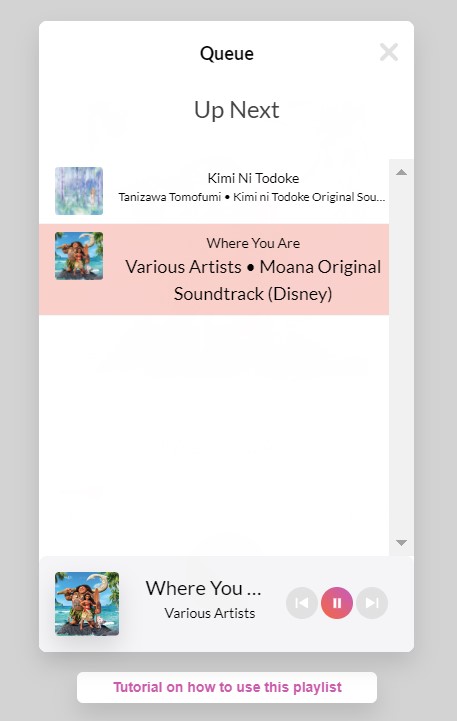 Queue
Up Next
Kimi Ni Todoke
Tanizawa Tomofumi • Kimi ni Todoke Original Sou...
Where You Are
Various Artists • Moana Original
Soundtrack (Disney)
Where You ...
Various Artists
Tutorial on how to use this playlist